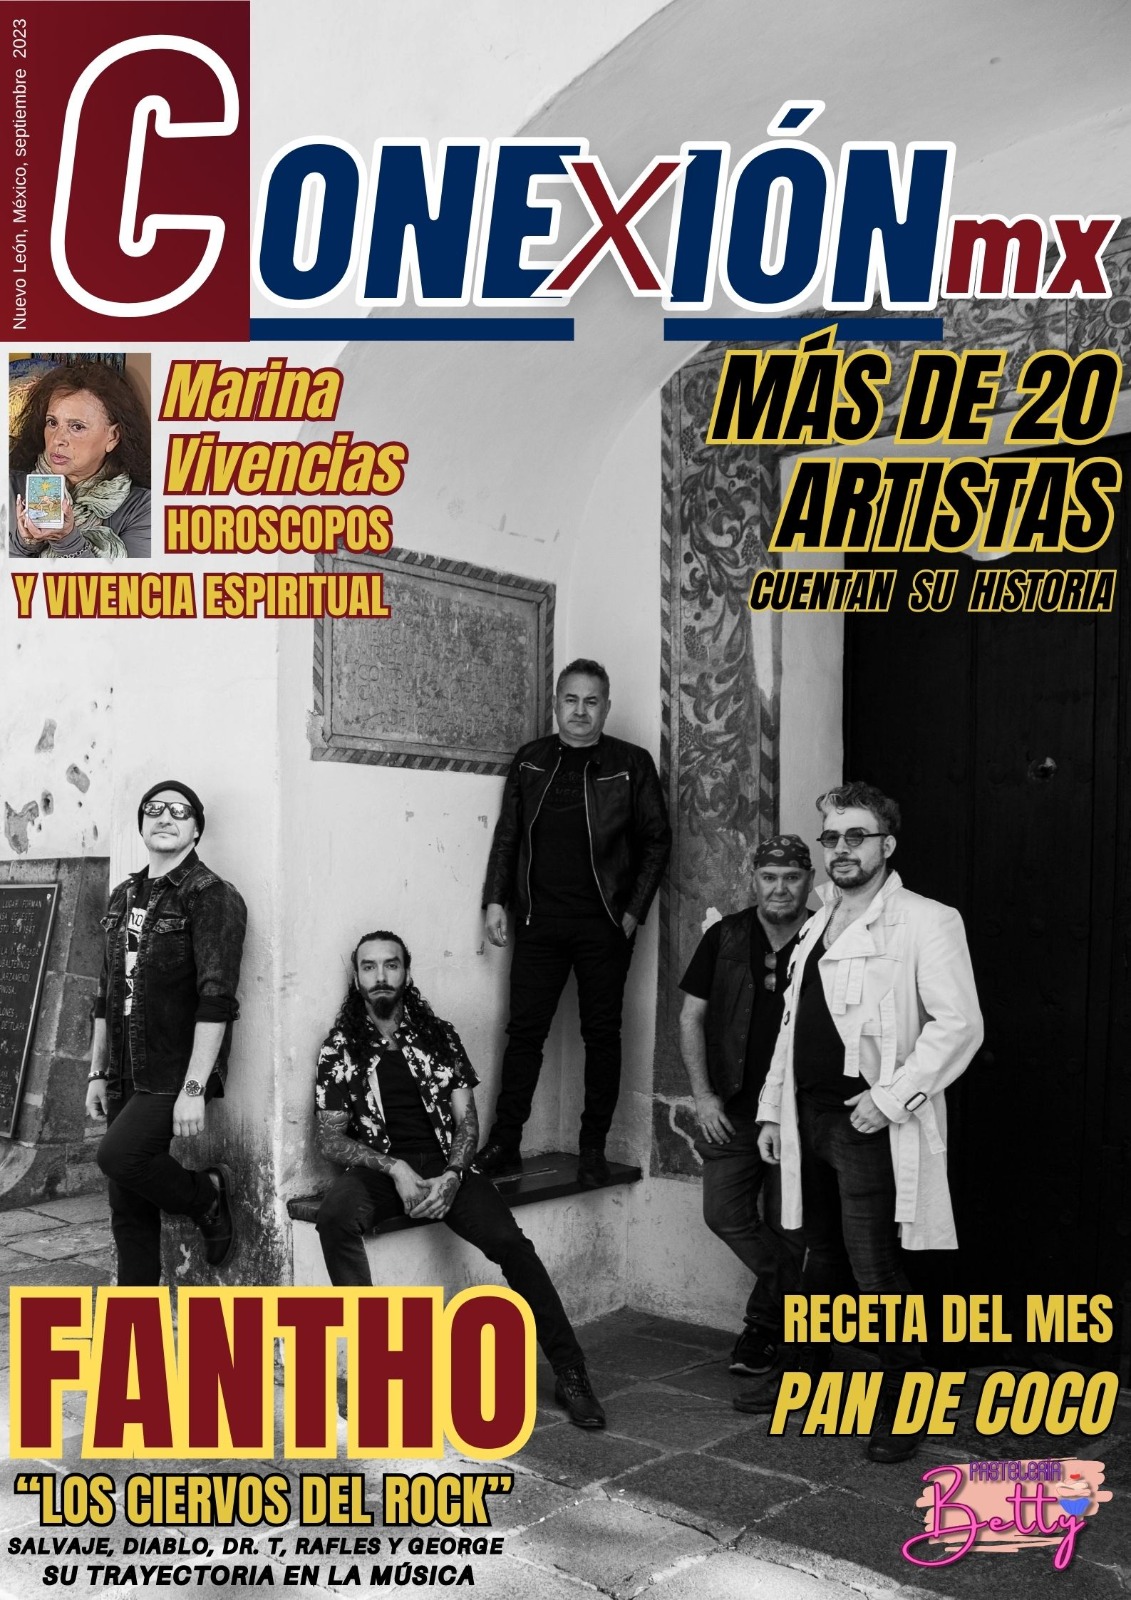 Nuevo León, México, septiembre 2023
CONEXIÓN mx
Marina
Vivencias
HOROSCOPOS
Y VIVENCIA ESPIRITUAL
MÁS DE 20
ARTISTAS
CUENTAN SU HISTORIA
LUGAR FORMAN
FANTHO
“LOS CIERVOS DEL ROCK”
SALVAJE, DIABLO, DR. T, RAFLES Y GEORGE
SU TRAYECTORIA EN LA MÚSICA
RECETA DEL MES
PAN DE COCO
PASTELERÍA
Betty